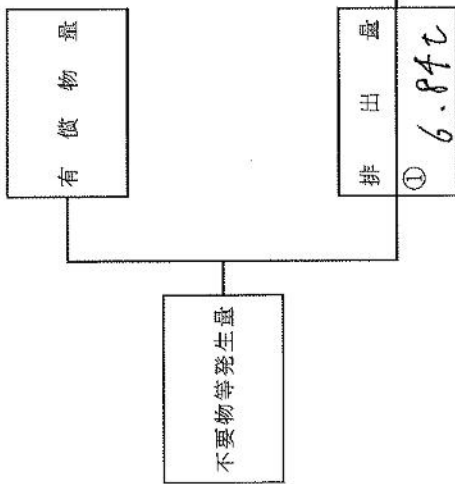 有償物量
不要物等発生量
排出量
①
6.84t